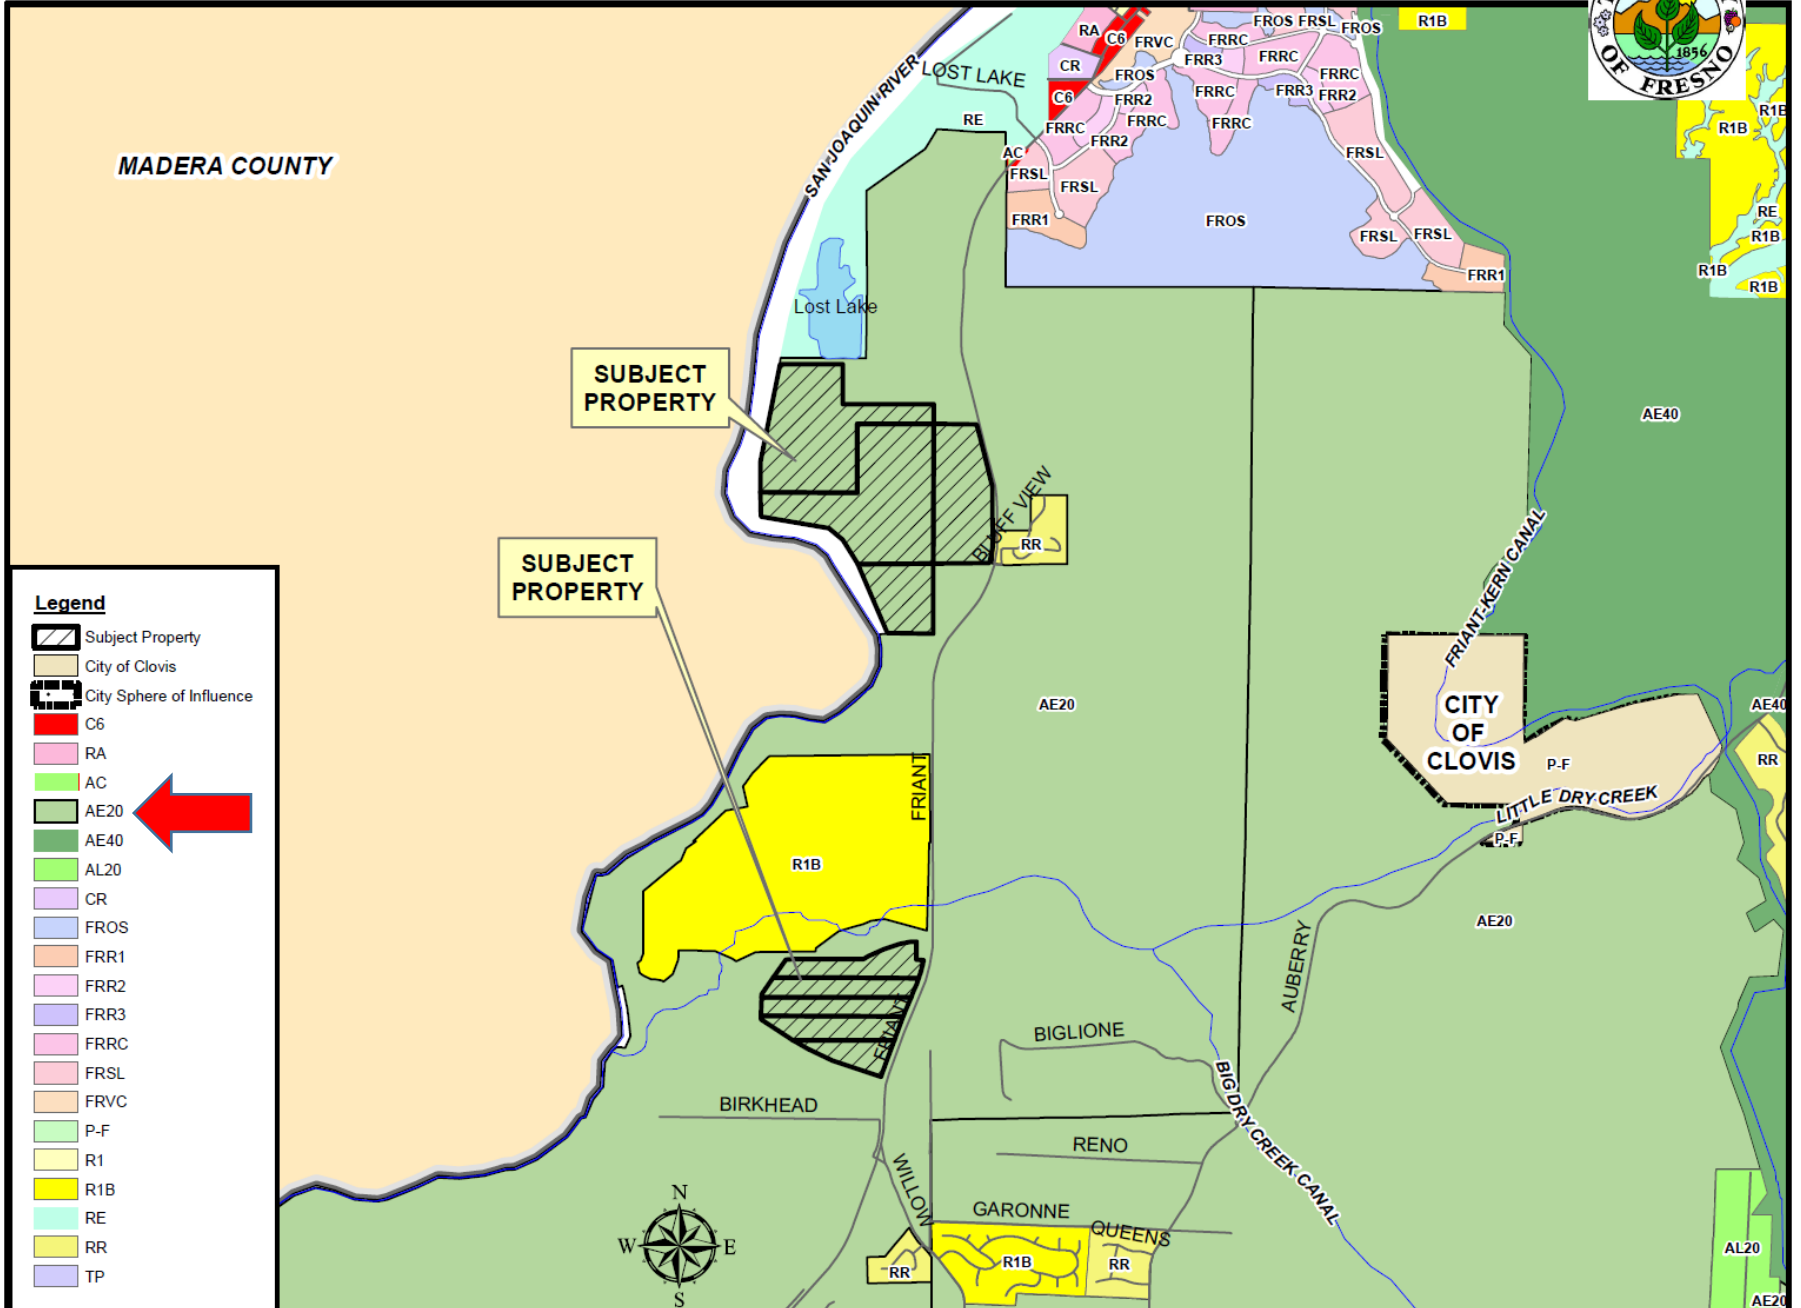 MADERA COUNTY
SAN JOAQUIN RIVER
LOST LAKE
RA
C6
FRVC
CR
FROS
C6
RE
AC
FROS FRSL
FROS
FRRC
FRRC
FRR3
FRRC
FRRC
FRR3
FRR2
FRR2
FRRC
FRRC
FRRC
FRR2
FRSL
FRSL
FRSL
FRR1
FROS
FRSL
FRSL
FRR1
R1B
1856
OF FRESNO
R1B
R1B
RE
R1B
R1B
R1B
Lost Lake
SUBJECT
PROPERTY
SUBJECT
PROPERTY
BLUFF VIEW
RR
AE40
FRIANT-KERN CANAL
AE20
CITY
OF
CLOVIS
P-F
LITTLE DRY CREEK
P-F
AE40
RR
FRIANT
R1B
AE20
AUBERRY
FRIANT
BIGLIONE
BIG DRY CREEK CANAL
BIRKHEAD
RENO
WILLOW
GARONNE
QUEENS
R1B
RR
RR
AL20
AE20
N
W
E
S
Legend
Subject Property
City of Clovis
City Sphere of Influence
C6
RA
AC
AE20
AE40
AL20
CR
FROS
FRR1
FRR2
FRR3
FRRC
FRSL
FRVC
P-F
R1
R1B
RE
RR
TP